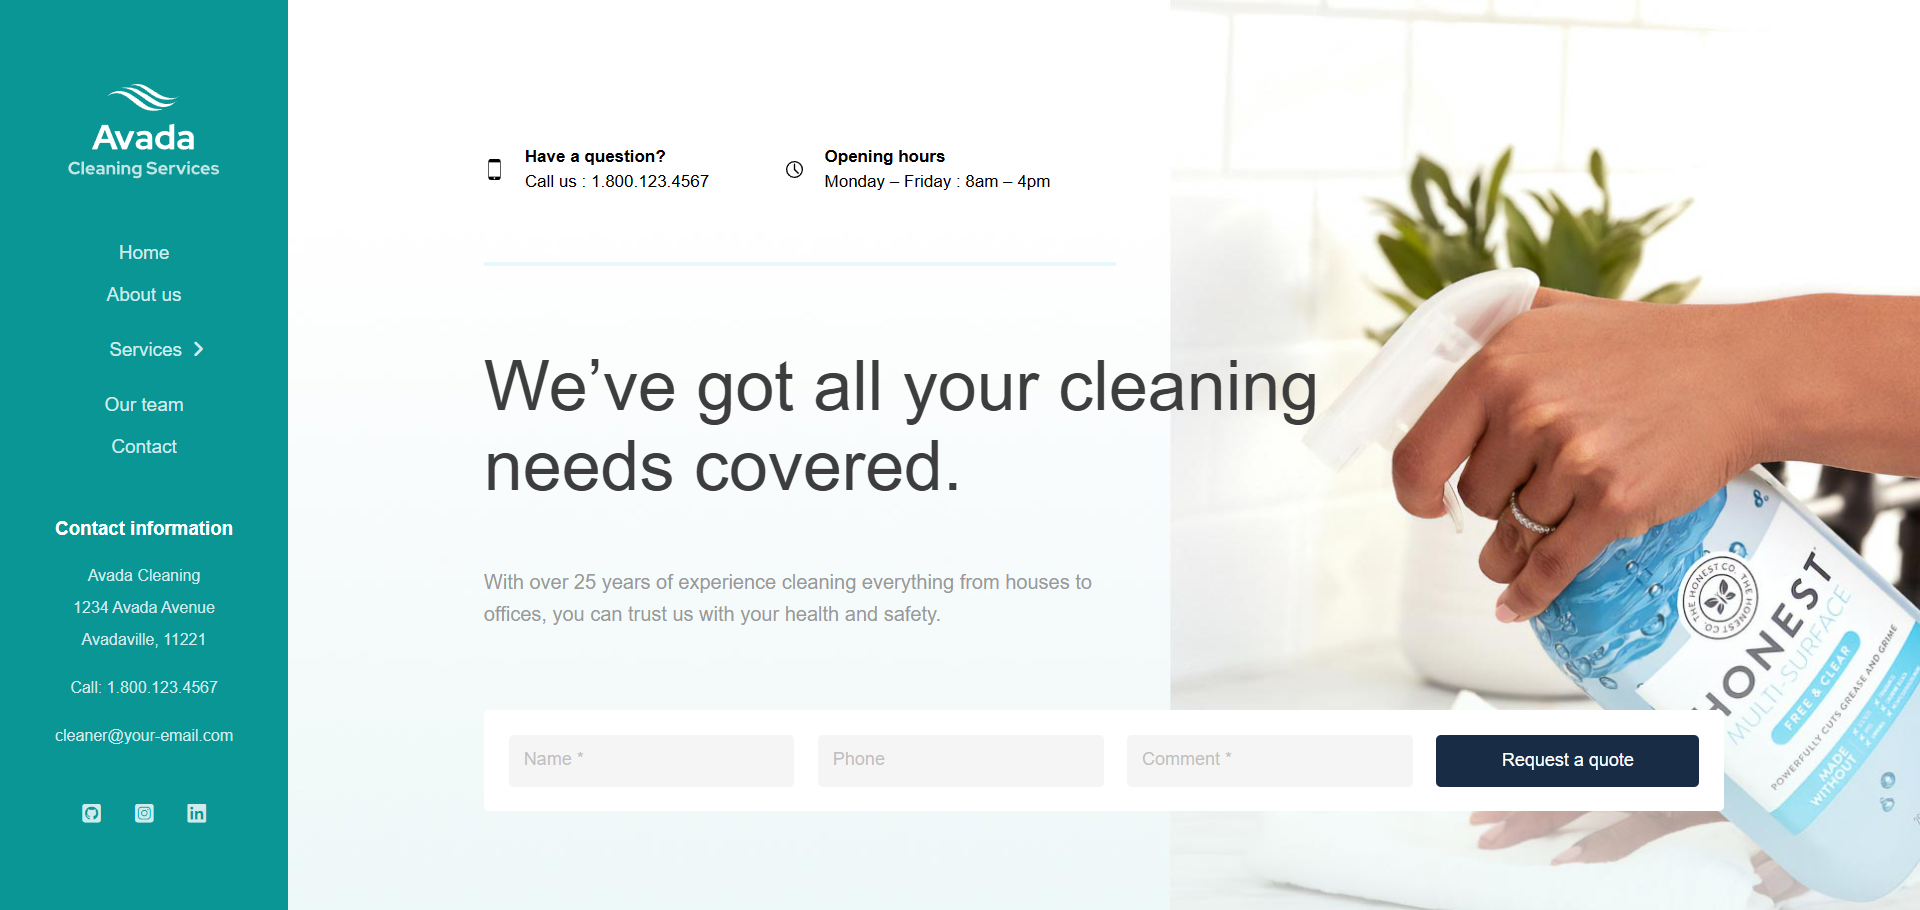 Avada
Cleaning Services
Home
About us
Services
Our team
Contact
Contact information
Avada Cleaning
1234 Avada Avenue
Avadaville, 11221
Call: 1.800.123.4567
cleaner@your-email.com
Have a question?
Call us : 1.800.123.4567
Opening hours
Monday – Friday : 8am – 4pm
We’ve got all your cleaning
needs covered.
With over 25 years of experience cleaning everything from houses to
offices, you can trust us with your health and safety.
Name *
Phone
Comment *
Request a quote
THE HONEST CO. THE HONEST CO.
HONEST
MULTI-SURFACE
FREE & CLEAR
POWERFULLY CUTS GREASE AND GRIME
MADE
WITHOUT